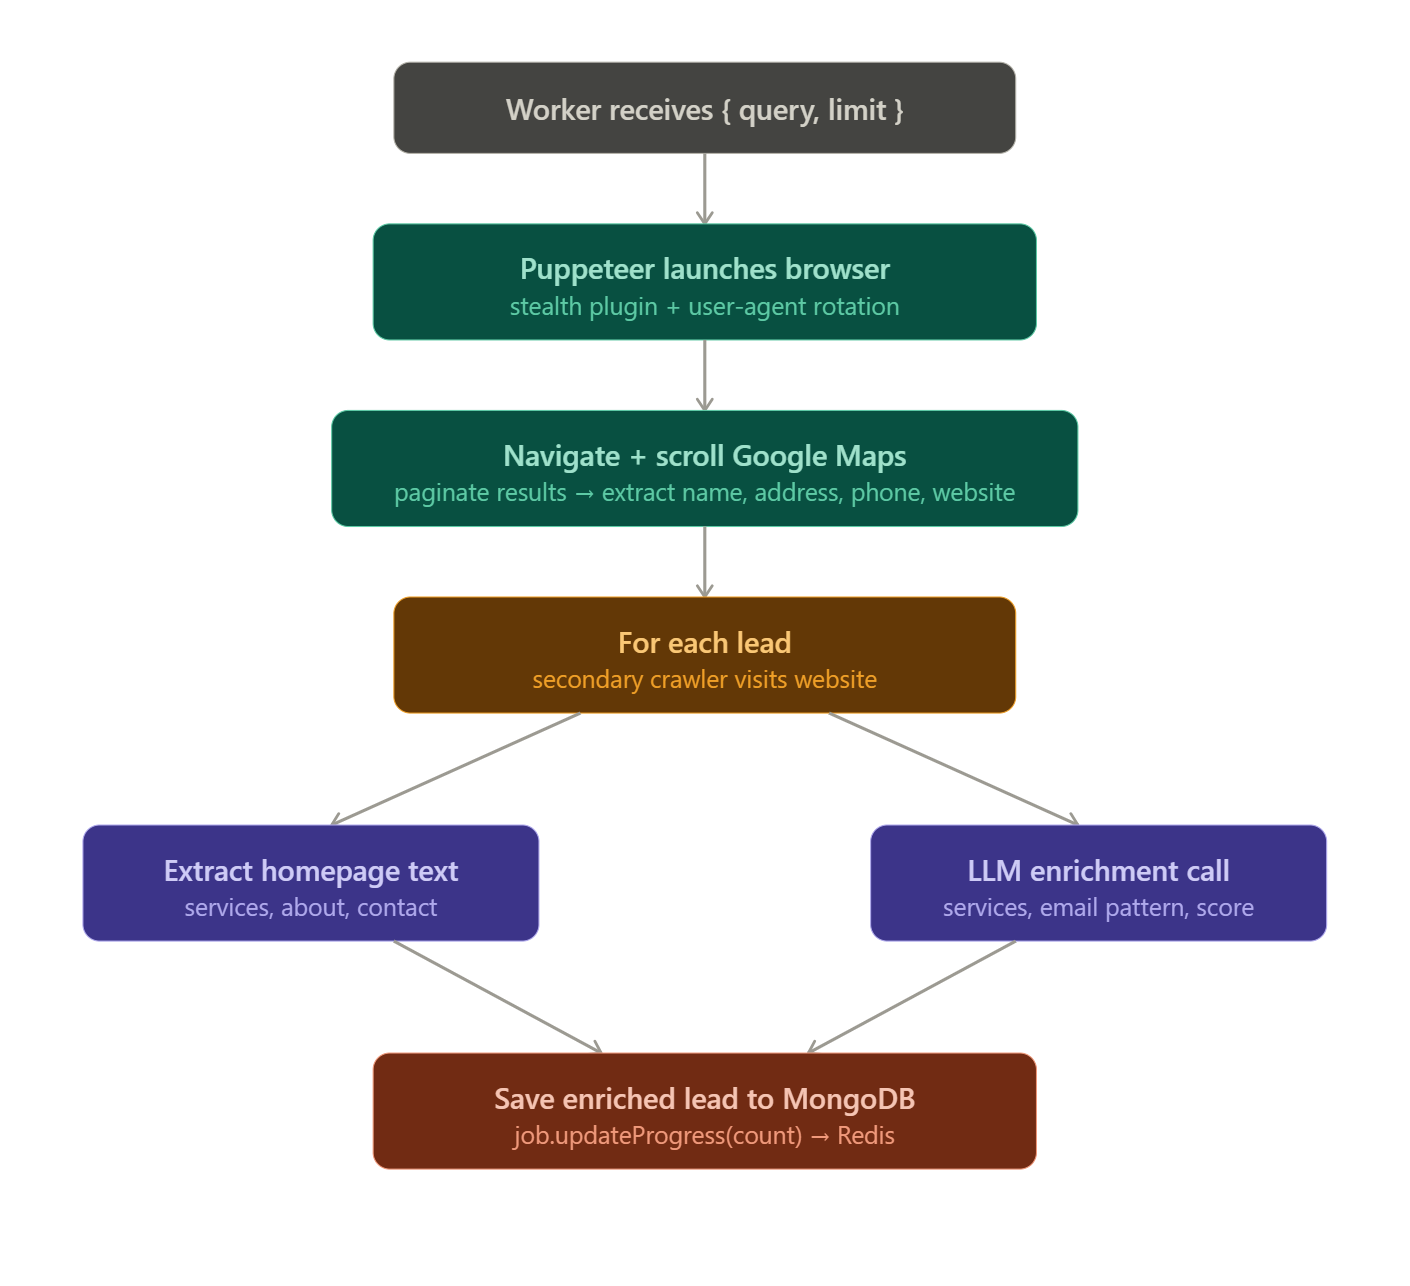 Worker receives { query, limit }
Puppeteer launches browser
stealth plugin + user-agent rotation
Navigate + scroll Google Maps
paginate results → extract name, address, phone, website
For each lead
secondary crawler visits website
Extract homepage text
services, about, contact
LLM enrichment call
services, email pattern, score
Save enriched lead to MongoDB
job.updateProgress(count) → Redis